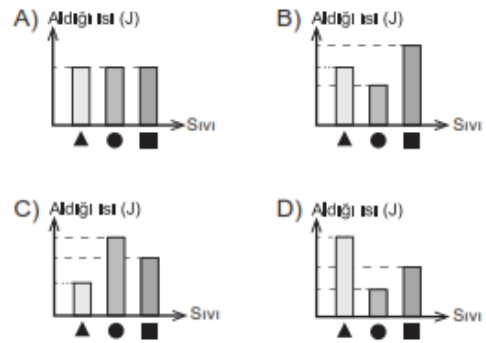 A) Aldığı ısı (J)
Sıvı
B) Aldığı ısı (J)
Sıvı
C) Aldığı ısı (J)
Sıvı
D) Aldığı ısı (J)
Sıvı